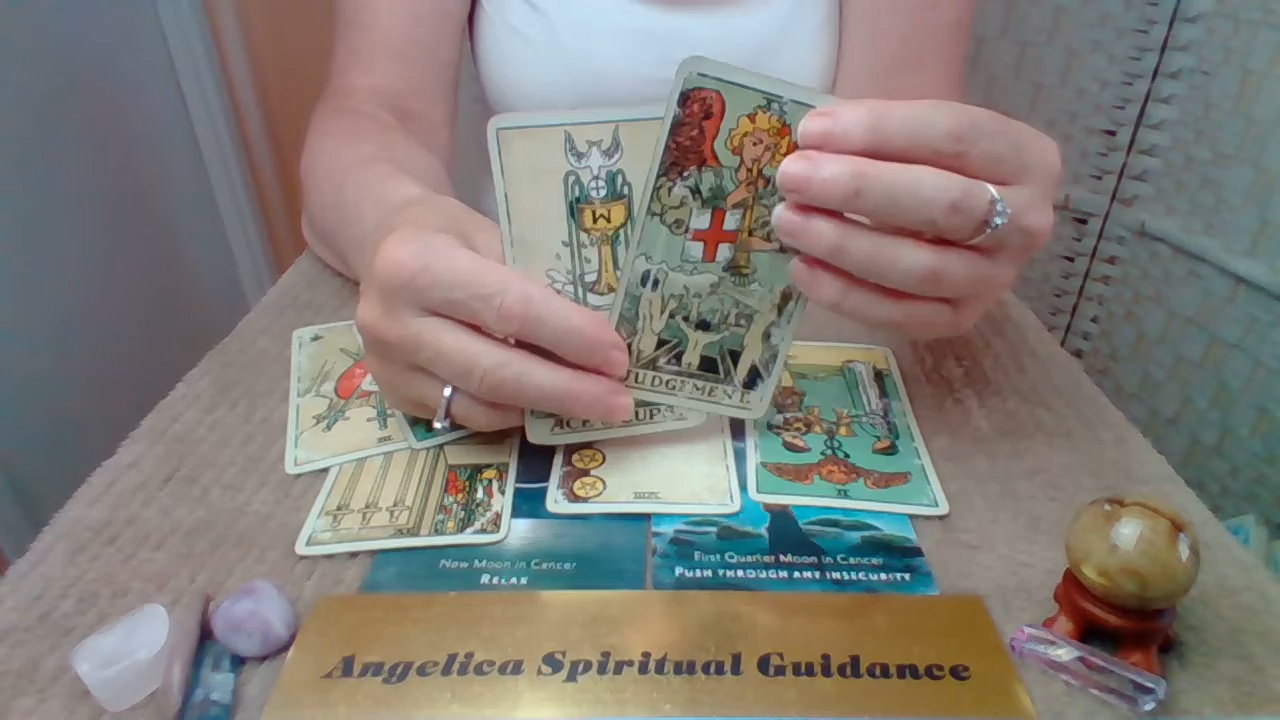 JUDGEMENT.
ACE of CUPS.
New Moon in Cancer
RELAX
First Quarter Moon in Cancer
PUSH THROUGH ANY INSECURITY
Angelica Spiritual Guidance